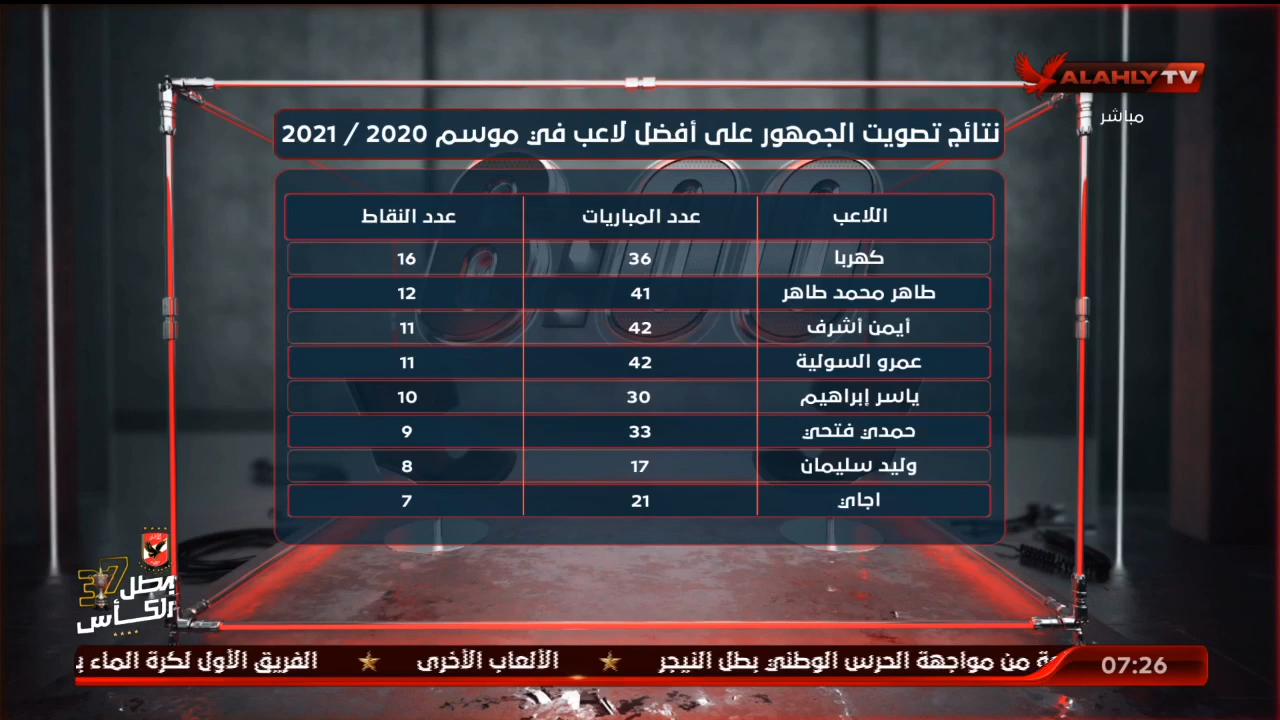 ALAHLY TV
مباشر
نتائج تصويت الجمهور على أفضل لاعب في موسم 2020 / 2021
اللاعب عدد المباريات عدد النقاط
كهربا 36 16
طاهر محمد طاهر 41 12
أيمن أشرف 42 11
عمرو السولية 42 11
ياسر إبراهيم 30 10
حمدي فتحي 33 9
وليد سليمان 17 8
اجاي 21 7
37
بطل
الكأس
07:26 من مواجهة الحرس الوطني بطل النيجر الألعاب الأخرى الفريق الأول لكرة الماء